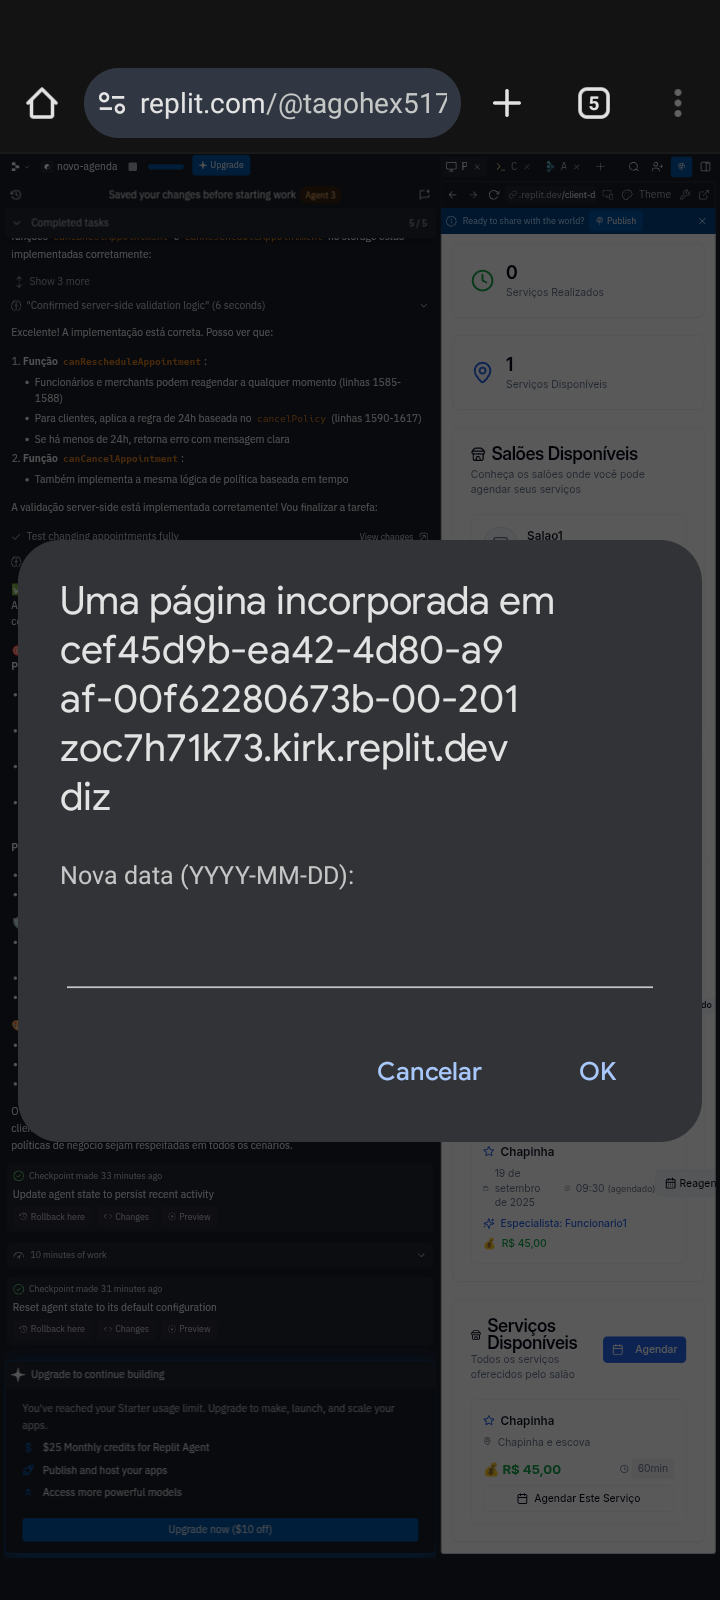 replit.com/@tagohex517
5
novo-agenda
Upgrade
P
C
A
Saved your changes before starting work Agent 3
.replit.dev/client-d
Theme
Completed tasks
5 / 5
Ready to share with the world?
Publish
implementadas corretamente:
Show 3 more
"Confirmed server-side validation logic" (6 seconds)
Excelente! A implementação está correta. Posso ver que:
1. Função canRescheduleAppointment :
• Funcionários e merchants podem reagendar a qualquer momento (linhas 1585-
1588)
• Para clientes, aplica a regra de 24h baseada no cancelPolicy (linhas 1590-1617)
• Se há menos de 24h, retorna erro com mensagem clara
2. Função canCancelAppointment :
• Também implementa a mesma lógica de política baseada em tempo
A validação server-side está implementada corretamente! Vou finalizar a tarefa:
Test changing appointments fully
View changes
0
Serviços Realizados
1
Serviços Disponíveis
Salões Disponíveis
Conheça os salões onde você pode
agendar seus serviços
Salao1
Uma página incorporada em
cef45d9b-ea42-4d80-a9
af-00f62280673b-00-201
zoc7h71k73.kirk.replit.dev
diz
Nova data (YYYY-MM-DD):
Cancelar
OK
do
políticas de negócio sejam respeitadas em todos os cenários.
Checkpoint made 33 minutes ago
Update agent state to persist recent activity
Rollback here
Changes
Preview
10 minutes of work
Checkpoint made 31 minutes ago
Reset agent state to its default configuration
Rollback here
Changes
Preview
Upgrade to continue building
You've reached your Starter usage limit. Upgrade to make, launch, and scale your
apps.
$25 Monthly credits for Replit Agent
Publish and host your apps
Access more powerful models
Upgrade now ($10 off)
Chapinha
19 de
setembro
de 2025
09:30 (agendado)
Reagen
Especialista: Funcionario1
R$ 45,00
Serviços
Disponíveis
Todos os serviços
oferecidos pelo salão
Agendar
Chapinha
Chapinha e escova
R$ 45,00
60min
Agendar Este Serviço